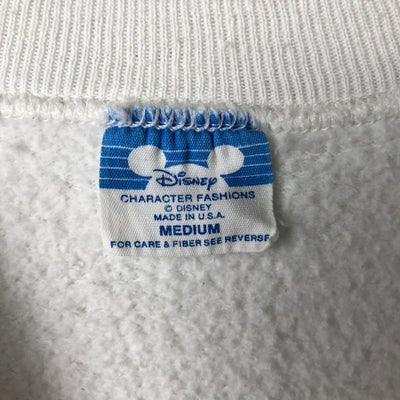 Disney
CHARACTER FASHIONS
© DISNEY
MADE IN U.S.A.
MEDIUM
FOR CARE & FIBER SEE REVERSE